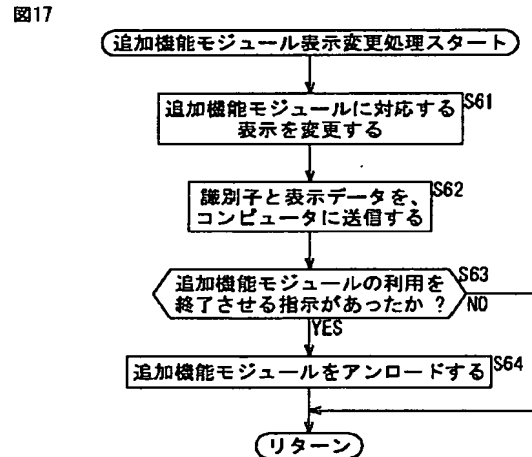 図17
追加機能モジュール表示変更処理スタート
S61
追加機能モジュールに対応する
表示を変更する
S62
識別子と表示データを、
コンピュータに送信する
S63
追加機能モジュールの利用を
終了させる指示があったか ?
NO
YES
S64
追加機能モジュールをアンロードする
リターン